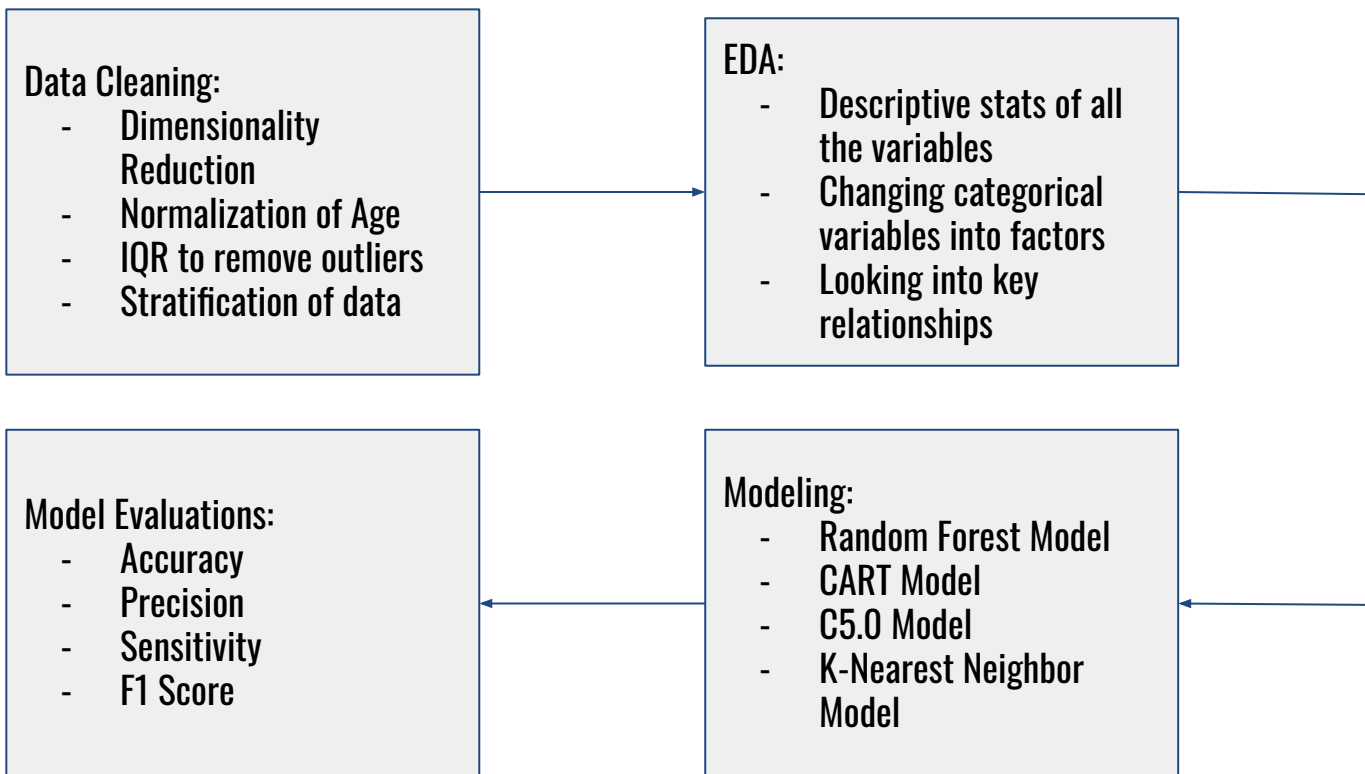 Data Cleaning:
- Dimensionality
Reduction
- Normalization of Age
- IQR to remove outliers
- Stratification of data
EDA:
- Descriptive stats of all
the variables
- Changing categorical
variables into factors
- Looking into key
relationships
Model Evaluations:
- Accuracy
- Precision
- Sensitivity
- F1 Score
Modeling:
- Random Forest Model
- CART Model
- C5.0 Model
- K-Nearest Neighbor
Model